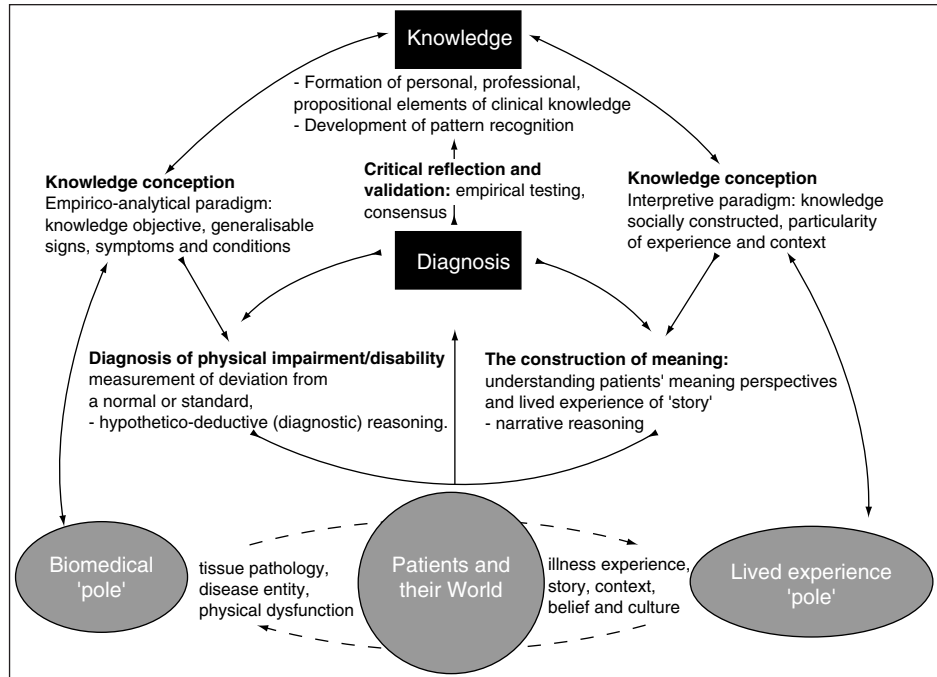 Knowledge
- Formation of personal, professional,
propositional elements of clinical knowledge
- Development of pattern recognition
Critical reflection and
validation: empirical testing,
consensus
Knowledge conception
Empirico-analytical paradigm:
knowledge objective, generalisable
signs, symptoms and conditions
Knowledge conception
Interpretive paradigm: knowledge
socially constructed, particularity
of experience and context
Diagnosis
Diagnosis of physical impairment/disability
measurement of deviation from
a normal or standard,
- hypothetico-deductive (diagnostic) reasoning.
The construction of meaning:
understanding patients' meaning perspectives
and lived experience of 'story'
- narrative reasoning
Biomedical
'pole'
tissue pathology,
disease entity,
physical dysfunction
Patients and
their World
illness experience,
story, context,
belief and culture
Lived experience
'pole'